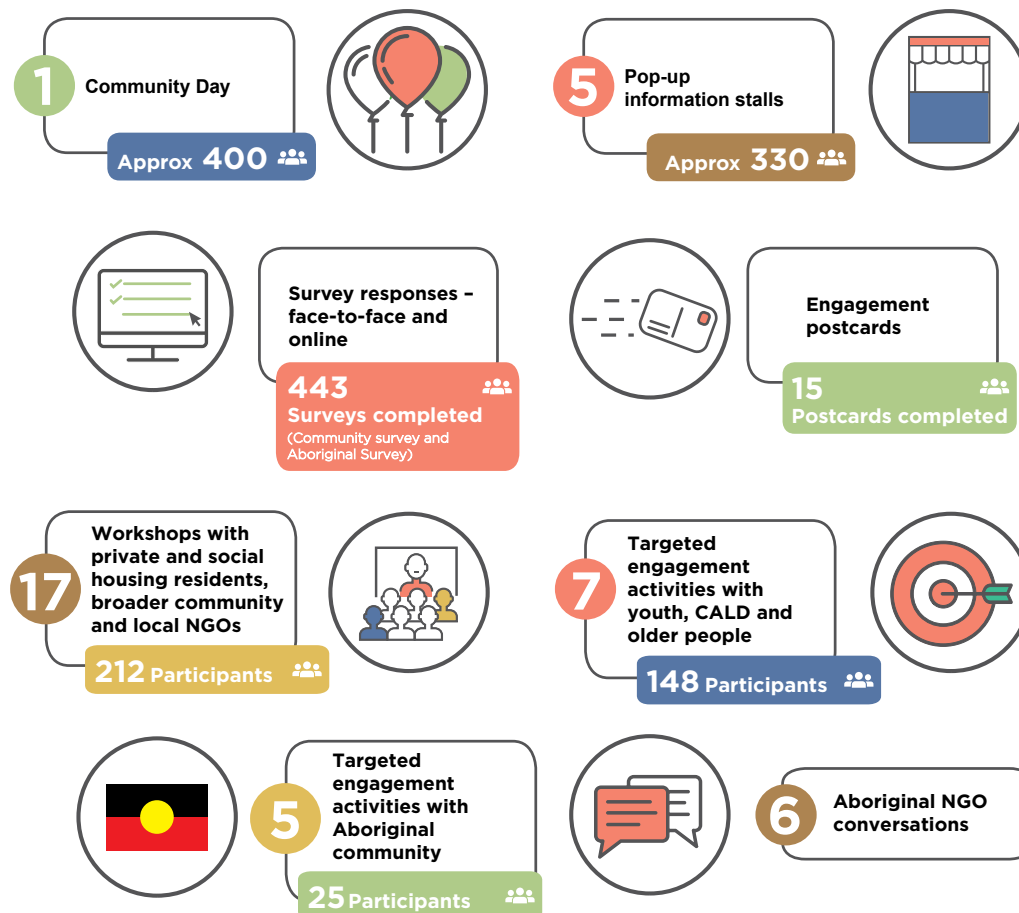 1
Community Day
Approx 400
5
Pop-up
information stalls
Approx 330
Survey responses –
face-to-face and
online
443
Surveys completed
(Community survey and
Aboriginal Survey)
Engagement
postcards
15
Postcards completed
17
Workshops with
private and social
housing residents,
broader community
and local NGOs
212 Participants
7
Targeted
engagement
activities with
youth, CALD and
older people
148 Participants
5
Targeted
engagement
activities with
Aboriginal
community
25 Participants
6
Aboriginal NGO
conversations